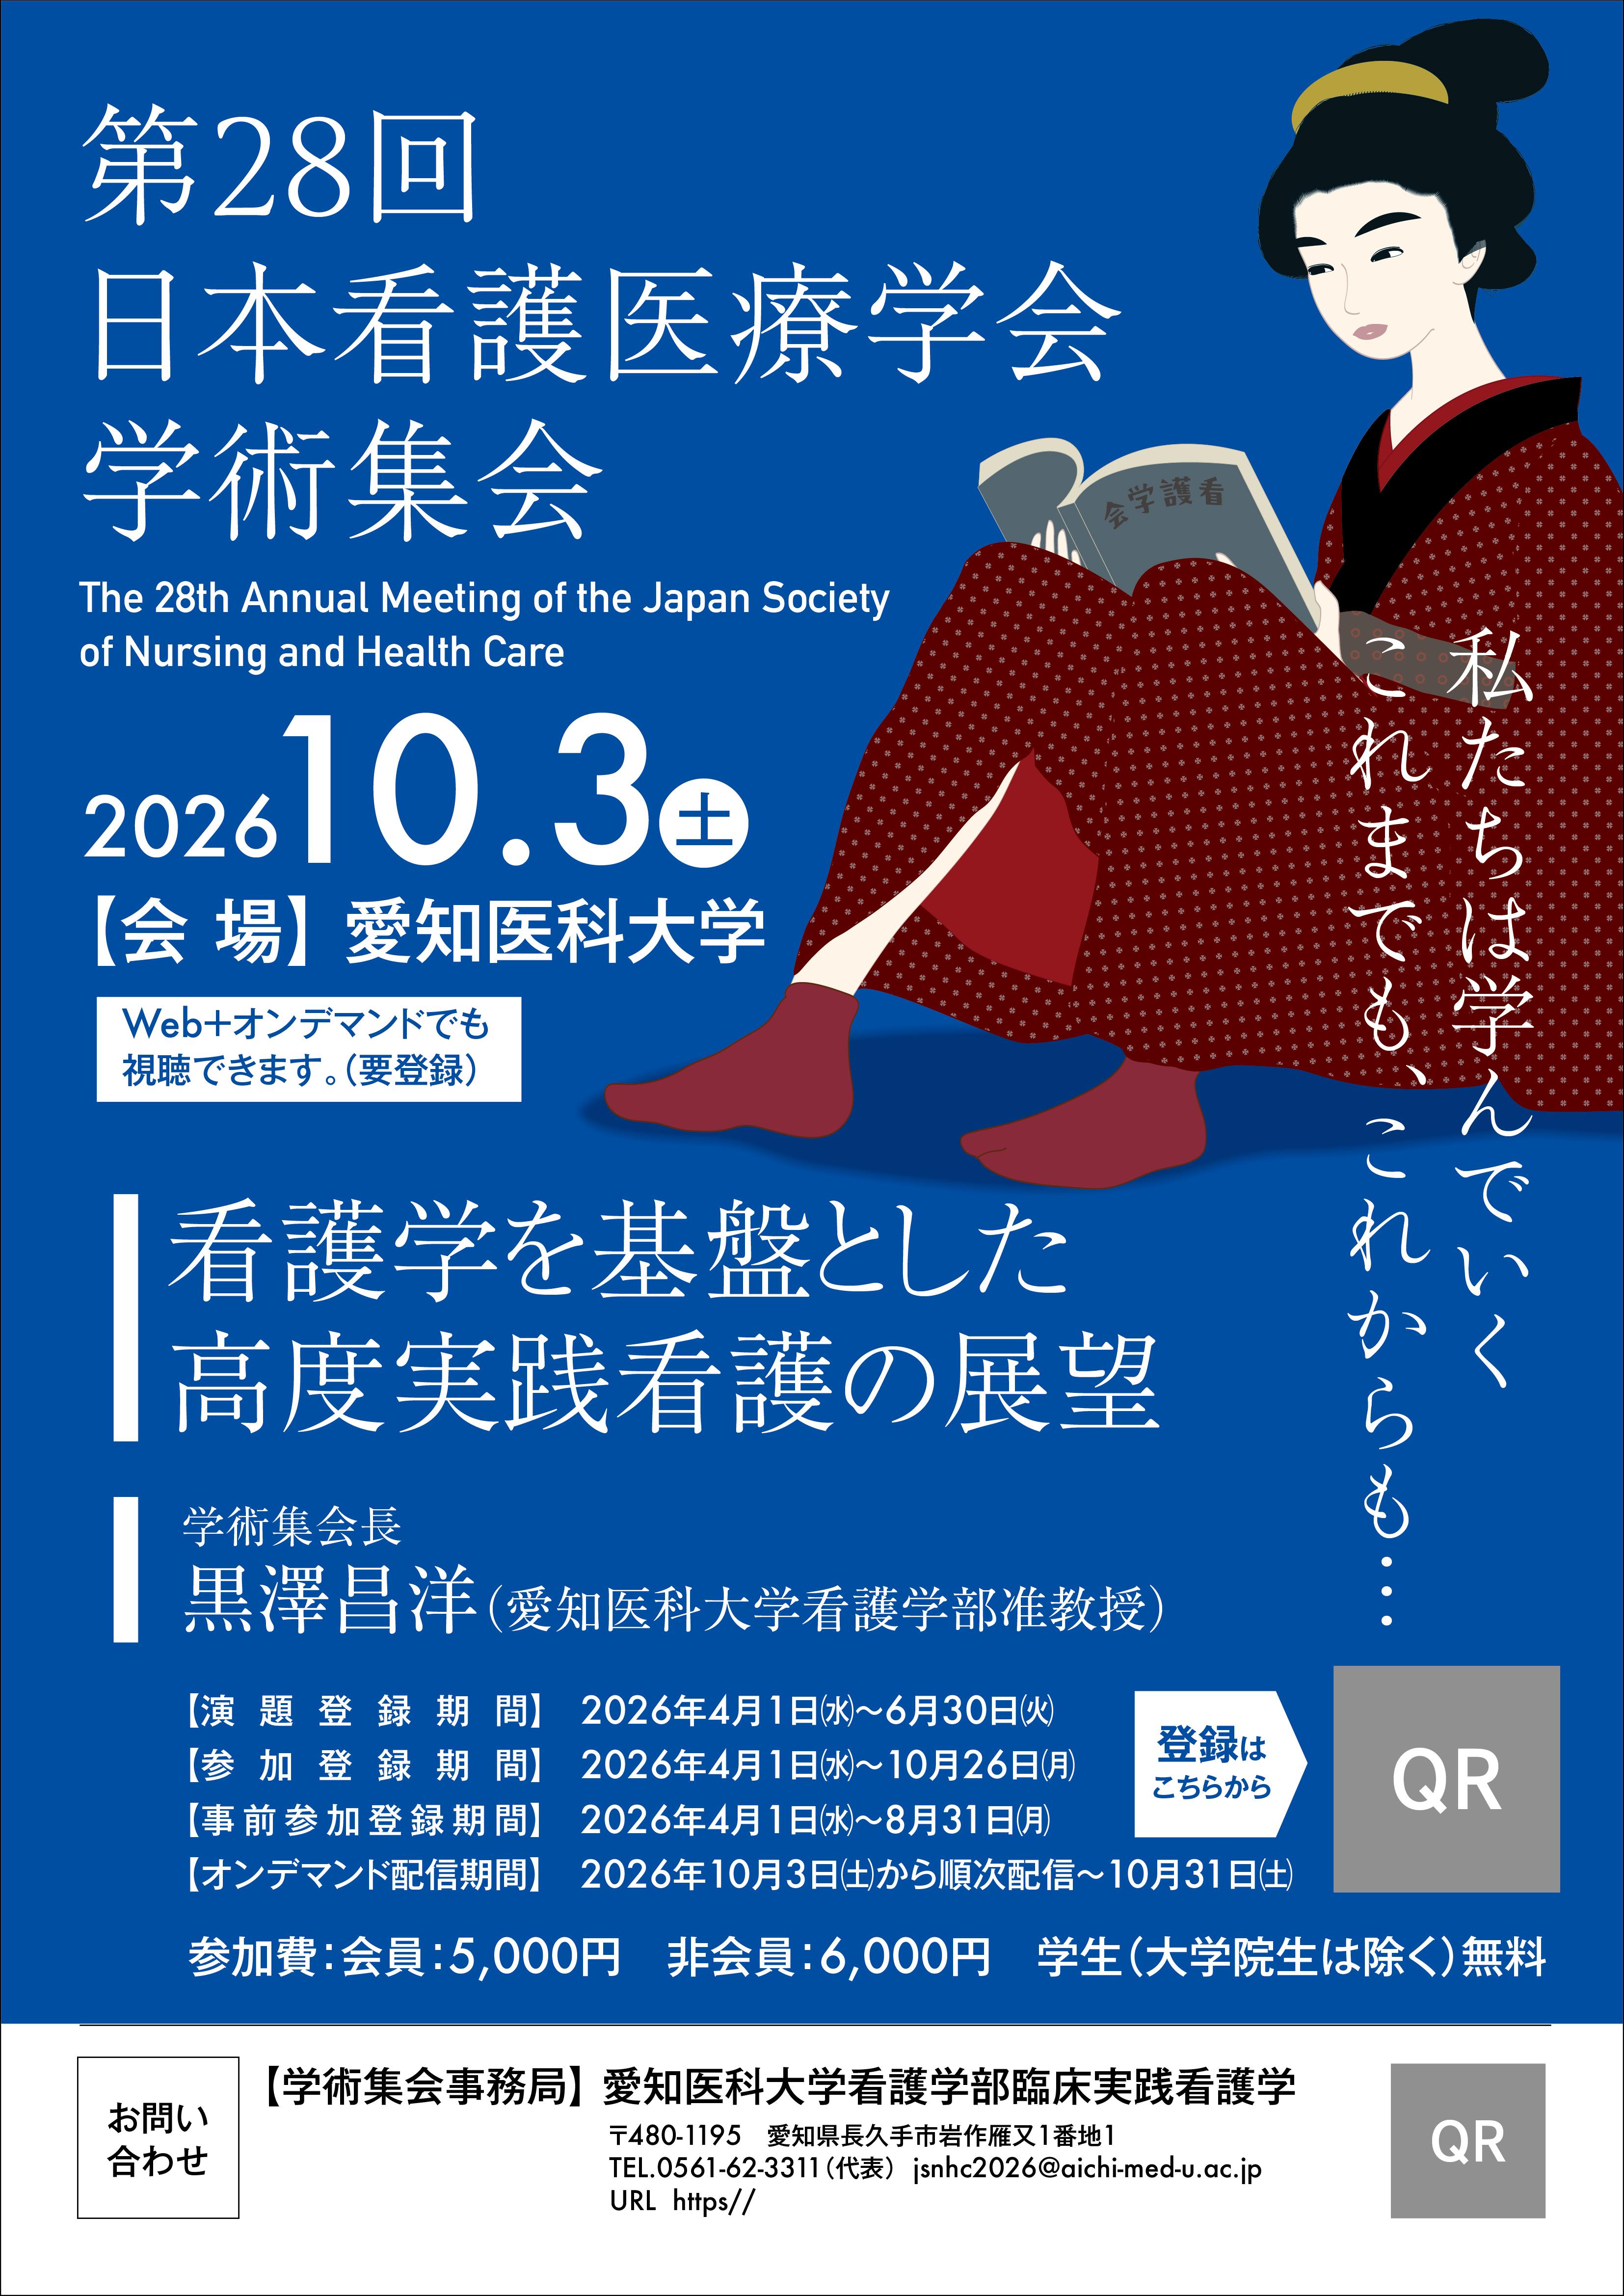 第28回
日本看護医療学会
学術集会
The 28th Annual Meeting of the Japan Society
of Nursing and Health Care
会学護看
2026 10.3 土
【会 場】 愛知医科大学
Web+オンデマンドでも
視聴できます。（要登録）
私たちは学んでいく
これまでも、これからも…
看護学を基盤とした
高度実践看護の展望
学術集会長
黒澤昌洋（愛知医科大学看護学部准教授）
【演題登録期間】 2026年4月1日㈬～6月30日㈫
【参加登録期間】 2026年4月1日㈬～10月26日㈪
【事前参加登録期間】 2026年4月1日㈬～8月31日㈪
【オンデマンド配信期間】 2026年10月3日㈯から順次配信～10月31日㈯
登録は
こちらから
QR
参加費：会員：5,000円　非会員：6,000円　学生（大学院生は除く）無料
お問い
合わせ
【学術集会事務局】 愛知医科大学看護学部臨床実践看護学
〒480-1195　愛知県長久手市岩作雁又1番地1
TEL.0561-62-3311（代表） jsnhc2026@aichi-med-u.ac.jp
URL https//
QR